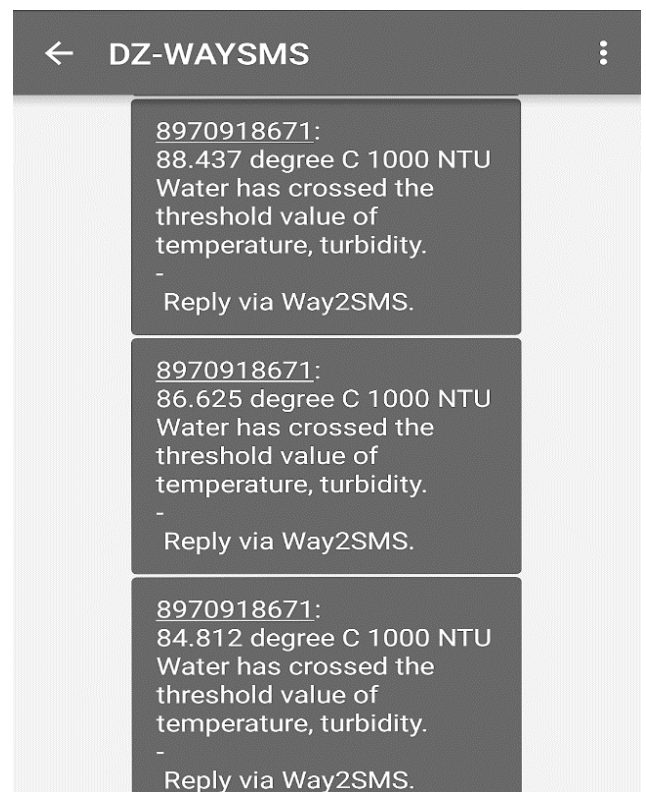 DZ-WAYSMS
8970918671:
88.437 degree C 1000 NTU
Water has crossed the
threshold value of
temperature, turbidity.
-
Reply via Way2SMS.
8970918671:
86.625 degree C 1000 NTU
Water has crossed the
threshold value of
temperature, turbidity.
-
Reply via Way2SMS.
8970918671:
84.812 degree C 1000 NTU
Water has crossed the
threshold value of
temperature, turbidity.
-
Reply via Way2SMS.